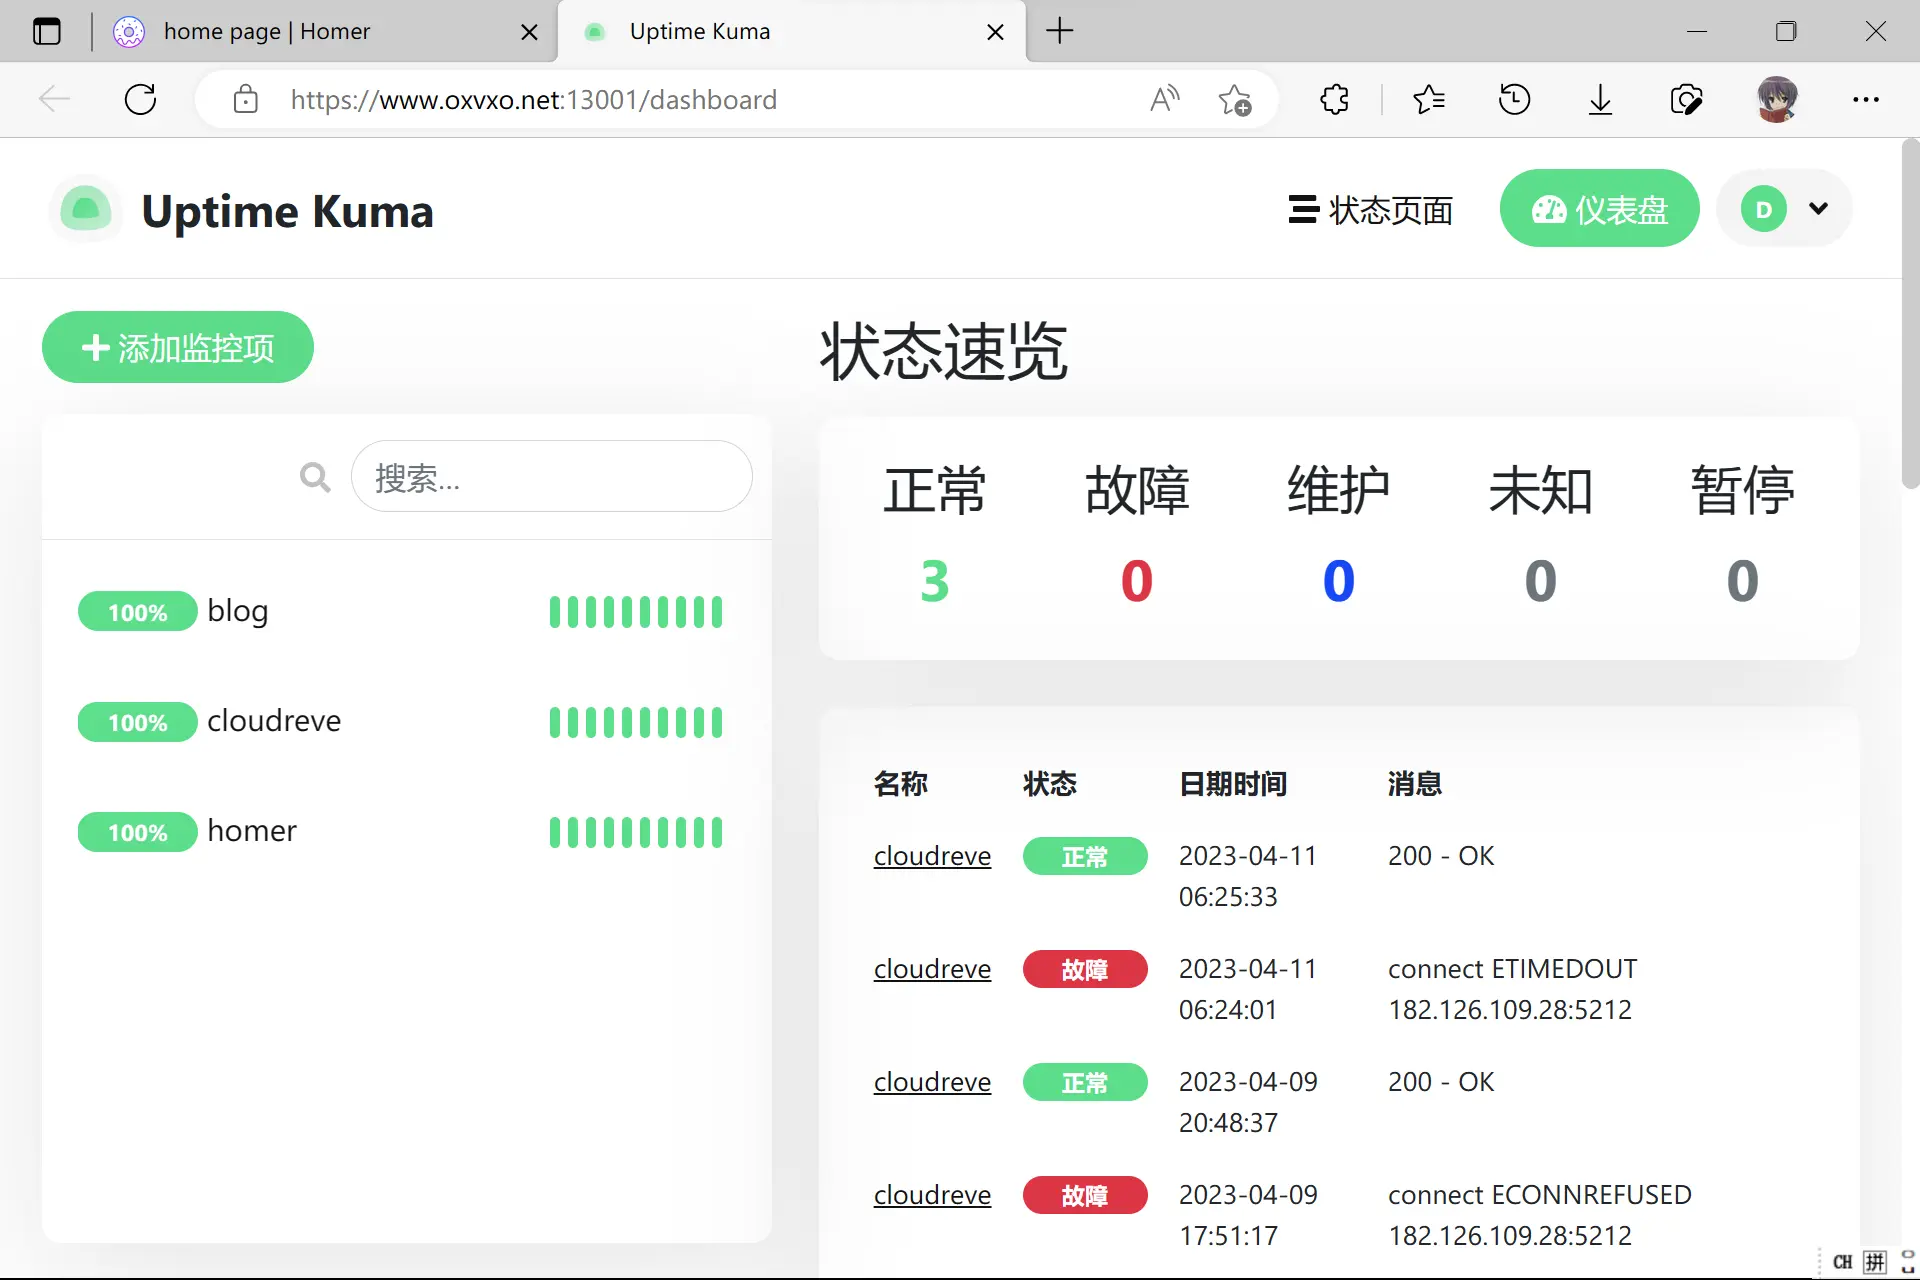 home page | Homer
Uptime Kuma
https://www.oxvxo.net:13001/dashboard
Uptime Kuma
状态页面
仪表盘
D
添加监控项
搜索...
100% blog
100% cloudreve
100% homer
状态速览
正常 故障 维护 未知 暂停
3 0 0 0 0
名称 状态 日期时间 消息
cloudreve 正常 2023-04-11 200 - OK
06:25:33
cloudreve 故障 2023-04-11 connect ETIMEDOUT
06:24:01 182.126.109.28:5212
cloudreve 正常 2023-04-09 200 - OK
20:48:37
cloudreve 故障 2023-04-09 connect ECONNREFUSED
17:51:17 182.126.109.28:5212
CH 拼